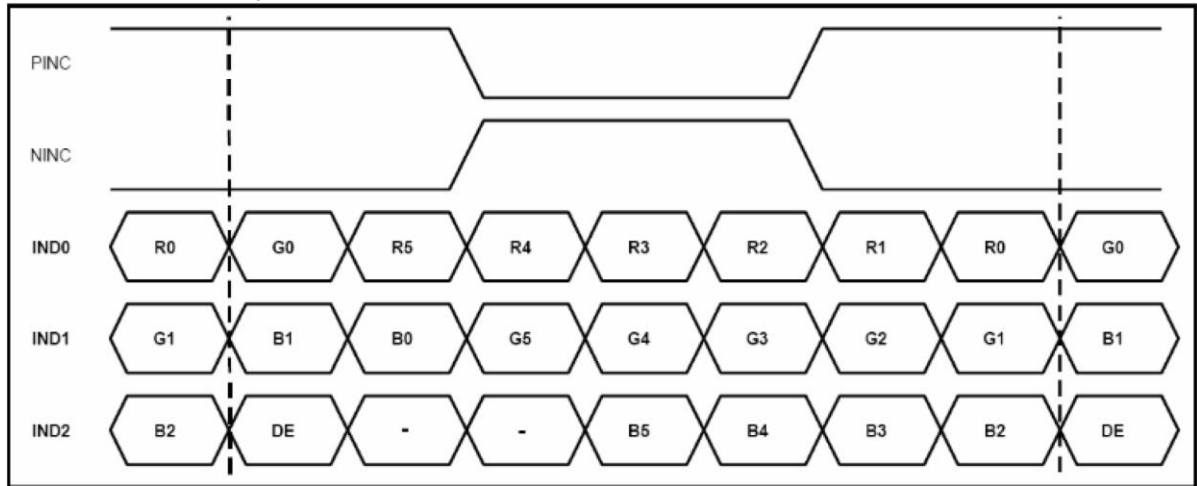 PINC
NINC
IND0 R0 G0 R5 R4 R3 R2 R1 R0 G0
IND1 G1 B1 B0 G5 G4 G3 G2 G1 B1
IND2 B2 DE - - B5 B4 B3 B2 DE